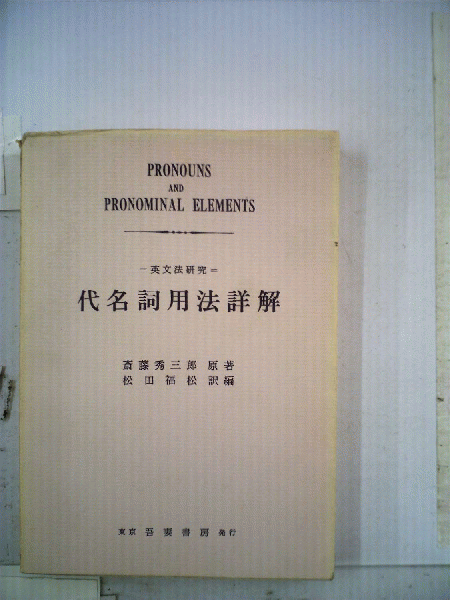 PRONOUNS
AND
PRONOMINAL ELEMENTS
－英文法研究＝
代名詞用法詳解
斎藤秀三郎 原著
松田福松 訳編
東京 吾妻書房 発行